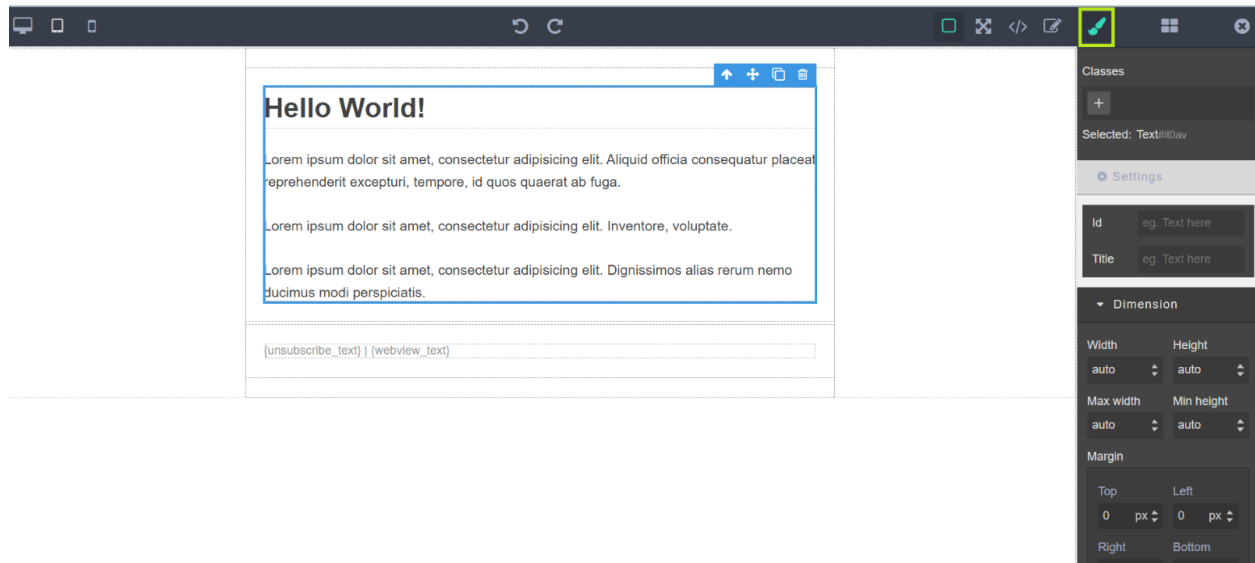 </>
Hello World!
Lorem ipsum dolor sit amet, consectetur adipisicing elit. Aliquid officia consequatur placeat
reprehenderit excepturi, tempore, id quos quaerat ab fuga.
Lorem ipsum dolor sit amet, consectetur adipisicing elit. Inventore, voluptate.
Lorem ipsum dolor sit amet, consectetur adipisicing elit. Dignissimos alias rerum nemo
ducimus modi perspiciatis.
{unsubscribe_text} | {webview_text}
Classes
+
Selected: Text#it0av
Settings
Id eg. Text here
Title eg. Text here
Dimension
Width Height
auto auto
Max width Min height
auto auto
Margin
Top Left
0 px 0 px
Right Bottom